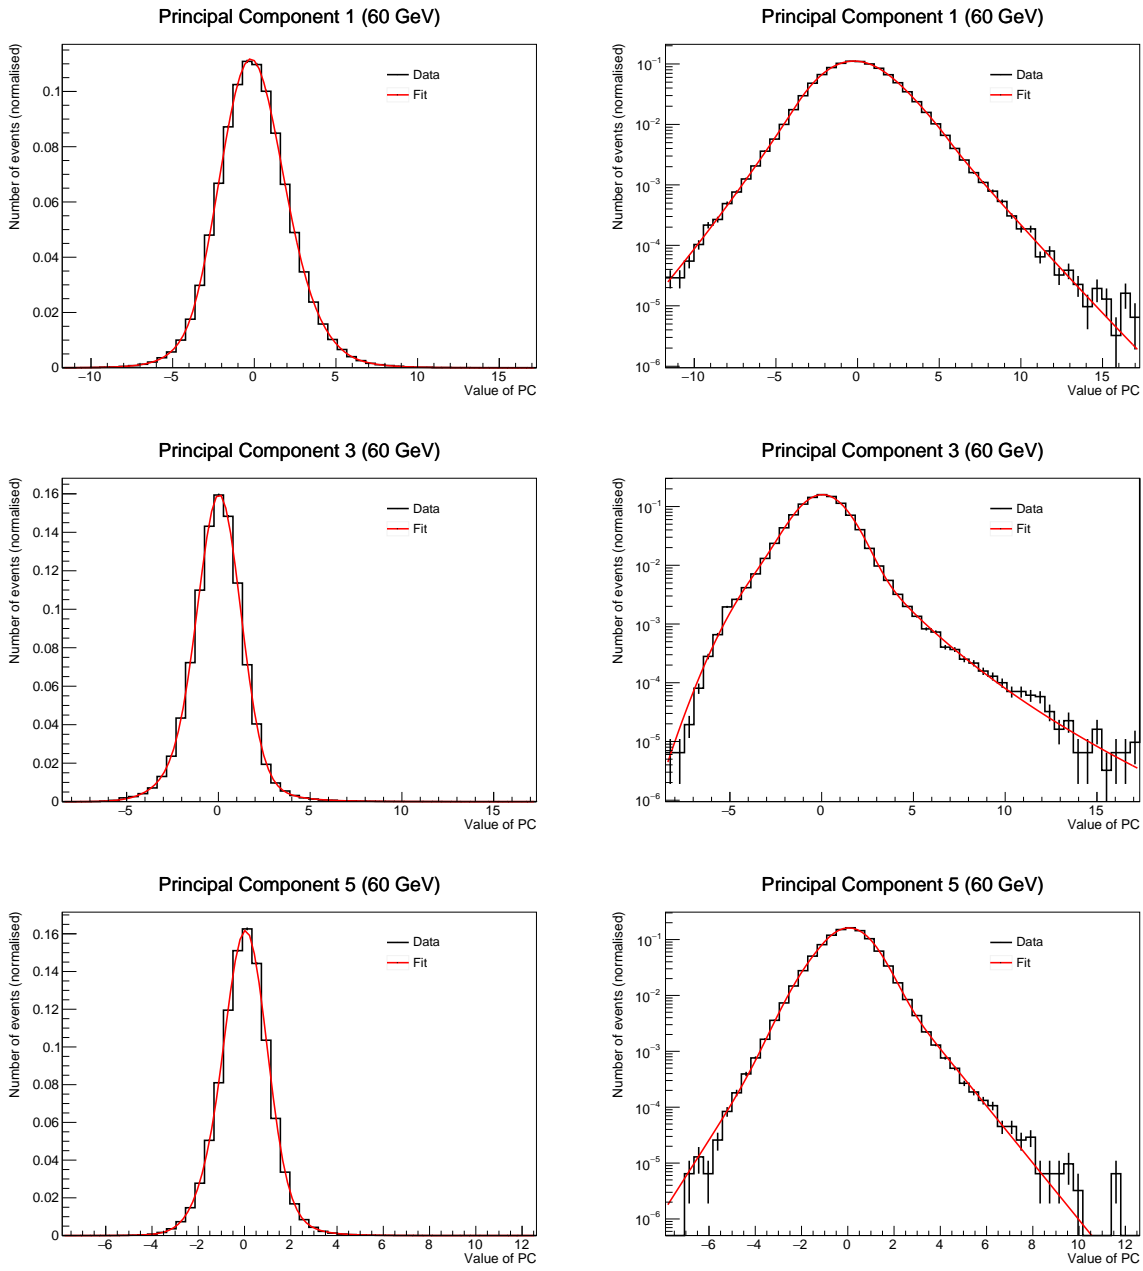 Principal Component 1 (60 GeV)
Number of events (normalised)
0.1
0.08
0.06
0.04
0.02
0
Data
Fit
−10 −5 0 5 10 15
Value of PC
Principal Component 1 (60 GeV)
Number of events (normalised)
10−1
10−2
10−3
10−4
10−5
10−6
Data
Fit
−10 −5 0 5 10 15
Value of PC
Principal Component 3 (60 GeV)
Number of events (normalised)
0.16
0.14
0.12
0.1
0.08
0.06
0.04
0.02
0
Data
Fit
−5 0 5 10 15
Value of PC
Principal Component 3 (60 GeV)
Number of events (normalised)
10−1
10−2
10−3
10−4
10−5
10−6
Data
Fit
−5 0 5 10 15
Value of PC
Principal Component 5 (60 GeV)
Number of events (normalised)
0.16
0.14
0.12
0.1
0.08
0.06
0.04
0.02
0
Data
Fit
−6 −4 −2 0 2 4 6 8 10 12
Value of PC
Principal Component 5 (60 GeV)
Number of events (normalised)
10−1
10−2
10−3
10−4
10−5
10−6
Data
Fit
−6 −4 −2 0 2 4 6 8 10 12
Value of PC